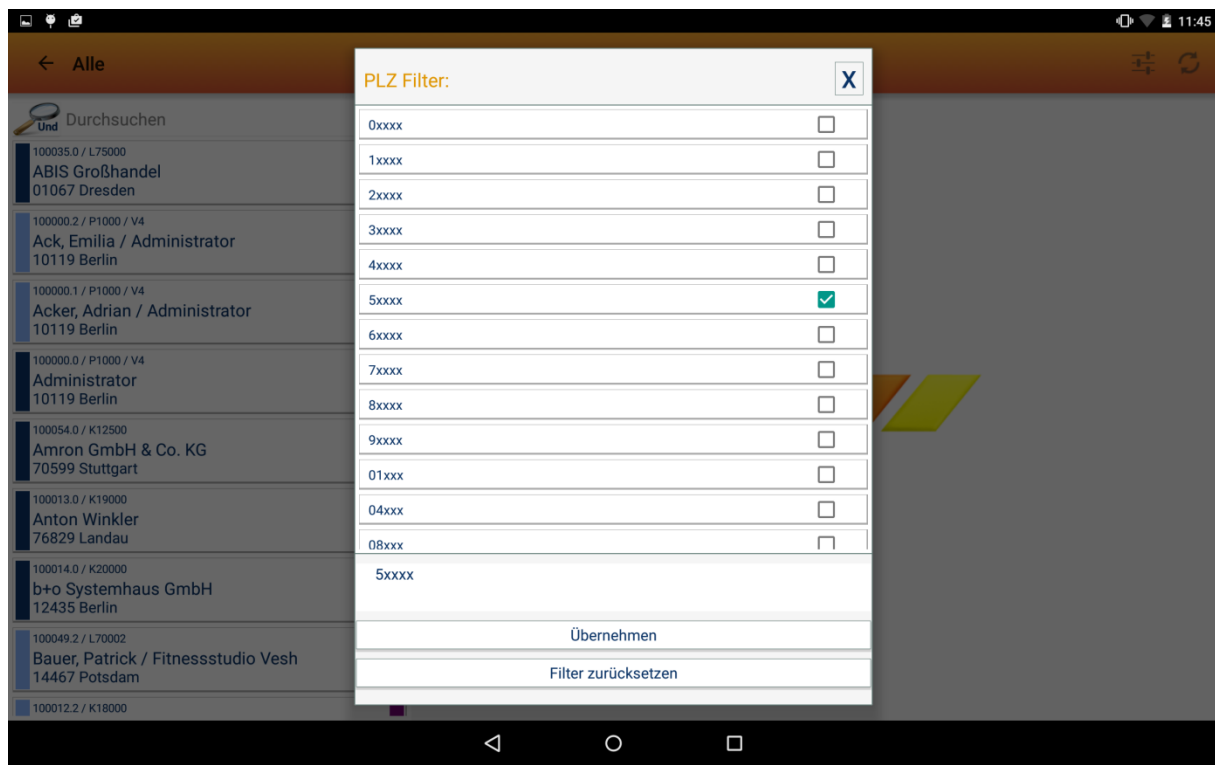 11:45
Alle
Und Durchsuchen
100035.0 / L75000
ABIS Großhandel
01067 Dresden
100000.2 / P1000 / V4
Ack, Emilia / Administrator
10119 Berlin
100000.1 / P1000 / V4
Acker, Adrian / Administrator
10119 Berlin
100000.0 / P1000 / V4
Administrator
10119 Berlin
100054.0 / K12500
Amron GmbH & Co. KG
70599 Stuttgart
100013.0 / K19000
Anton Winkler
76829 Landau
100014.0 / K20000
b+o Systemhaus GmbH
12435 Berlin
100049.2 / L70002
Bauer, Patrick / Fitnessstudio Vesh
14467 Potsdam
100012.2 / K18000
PLZ Filter:
X
0xxxx
1xxxx
2xxxx
3xxxx
4xxxx
5xxxx
6xxxx
7xxxx
8xxxx
9xxxx
01xxx
04xxx
08xxx
5xxxx
Übernehmen
Filter zurücksetzen